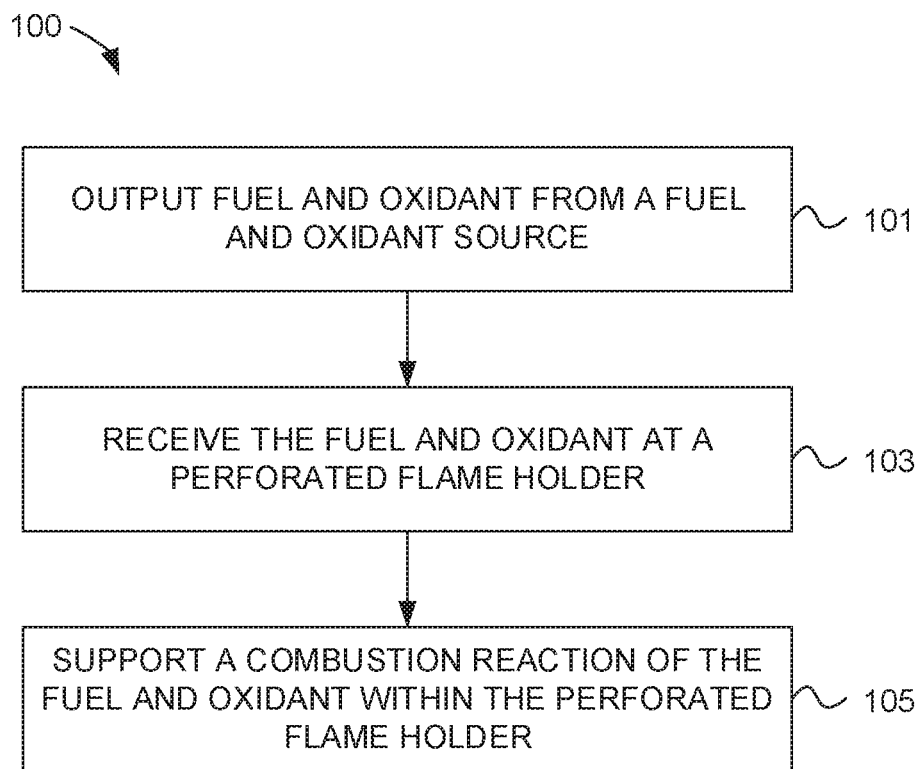 100
OUTPUT FUEL AND OXIDANT FROM A FUEL
AND OXIDANT SOURCE
101
RECEIVE THE FUEL AND OXIDANT AT A
PERFORATED FLAME HOLDER
103
SUPPORT A COMBUSTION REACTION OF THE
FUEL AND OXIDANT WITHIN THE PERFORATED
FLAME HOLDER
105